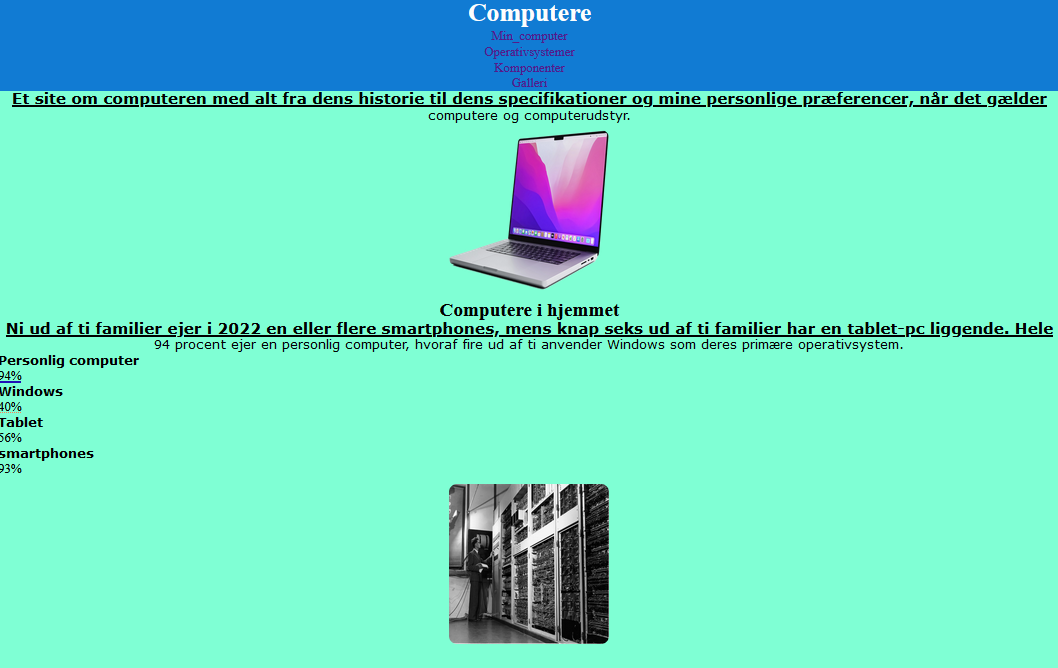 Computere
Min_computer
Operativsystemer
Komponenter
Galleri
Et site om computeren med alt fra dens historie til dens specifikationer og mine personlige præferencer, når det gælder
computere og computerudstyr.
Computere i hjemmet
Ni ud af ti familier ejer i 2022 en eller flere smartphones, mens knap seks ud af ti familier har en tablet-pc liggende. Hele
94 procent ejer en personlig computer, hvoraf fire ud af ti anvender Windows som deres primære operativsystem.
Personlig computer
94%
Windows
40%
Tablet
56%
smartphones
93%